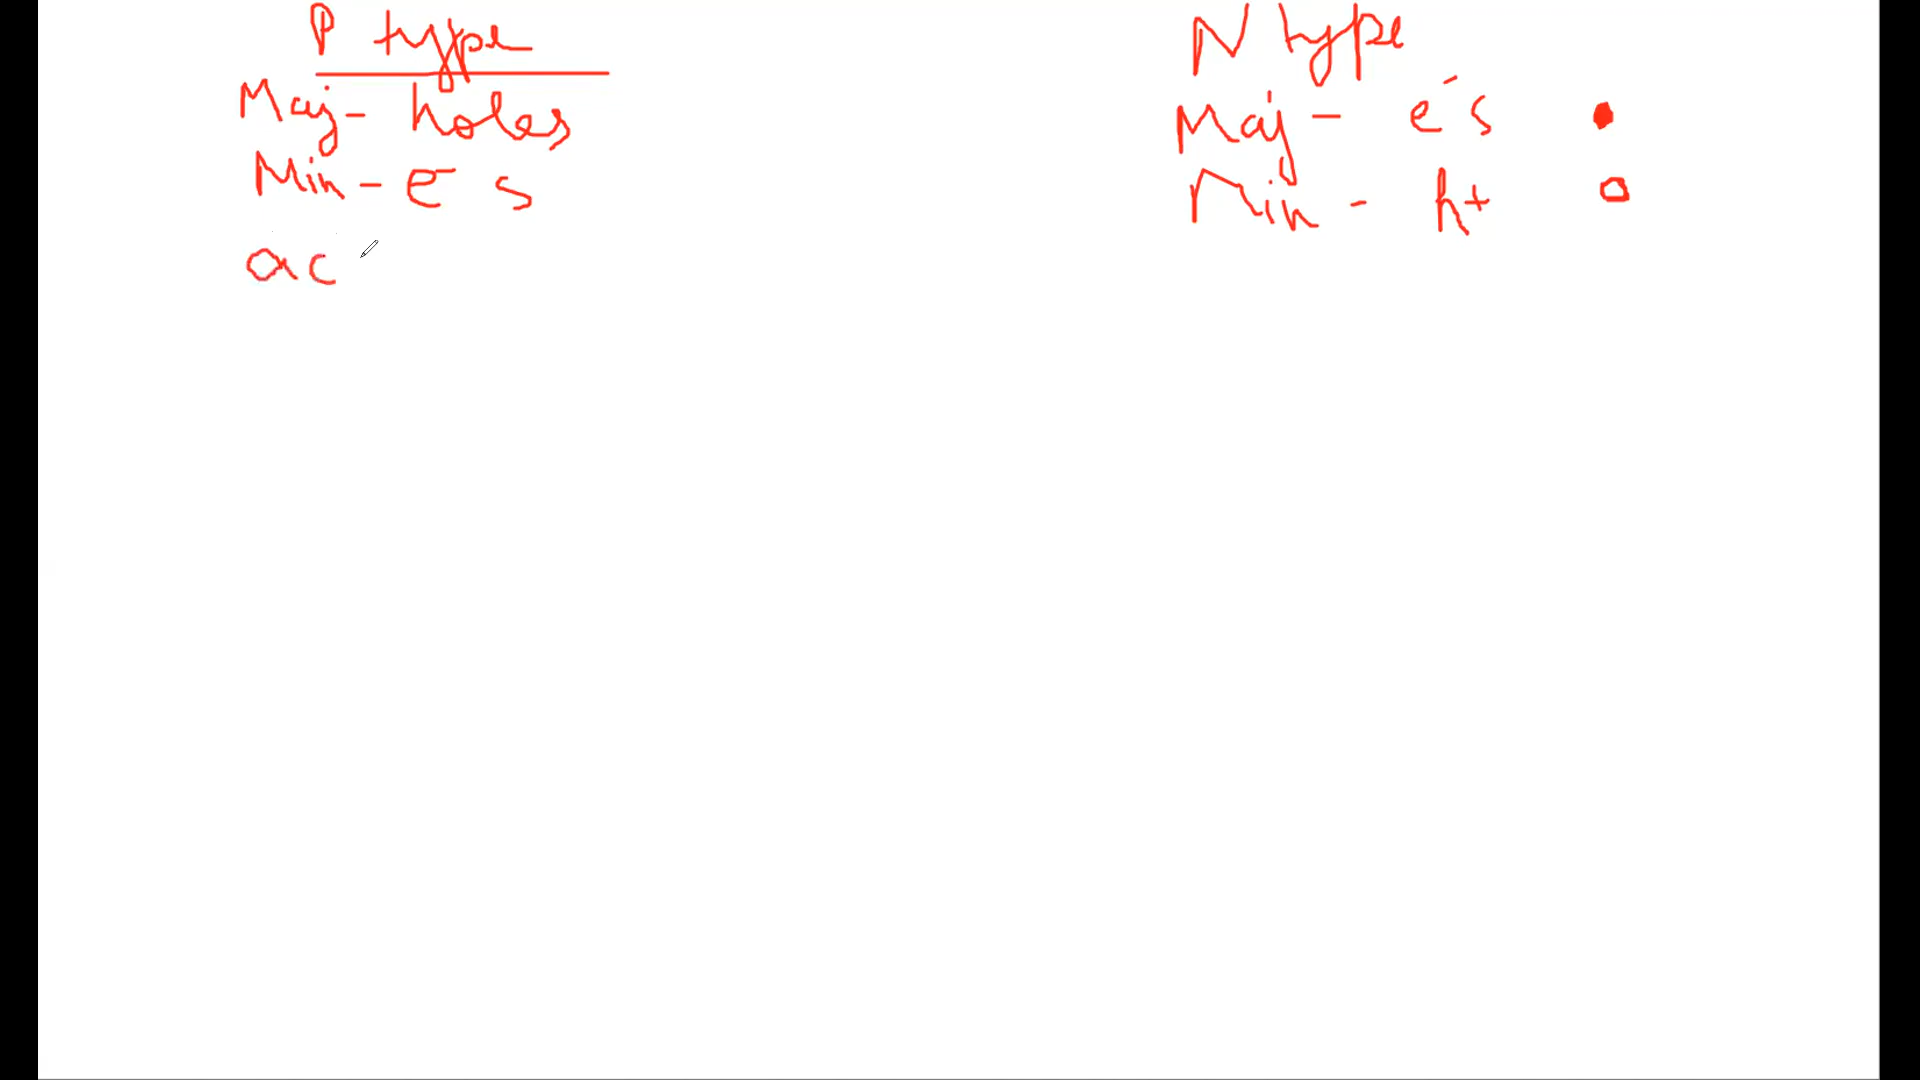 P type
Maj - holes
Min - e⁻s
ac
N type
Maj - e⁻s
Min - h+